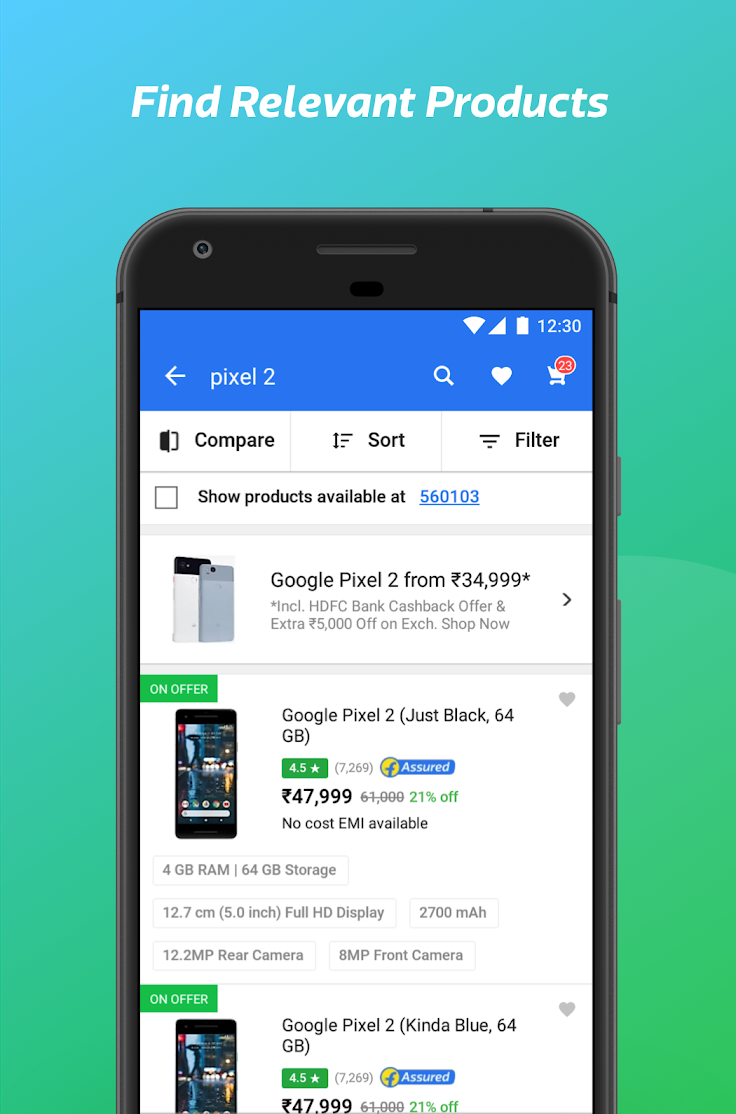 Find Relevant Products
12:30
pixel 2
23
Compare
Sort
Filter
Show products available at 560103
Google Pixel 2 from ₹34,999*
*Incl. HDFC Bank Cashback Offer &
Extra ₹5,000 Off on Exch. Shop Now
ON OFFER
Google Pixel 2 (Just Black, 64
GB)
4.5 ★ (7,269) f Assured
₹47,999 61,000 21% off
No cost EMI available
4 GB RAM | 64 GB Storage
12.7 cm (5.0 inch) Full HD Display
2700 mAh
12.2MP Rear Camera
8MP Front Camera
ON OFFER
Google Pixel 2 (Kinda Blue, 64
GB)
4.5 ★ (7,269) f Assured
₹47,999 61,000 21% off